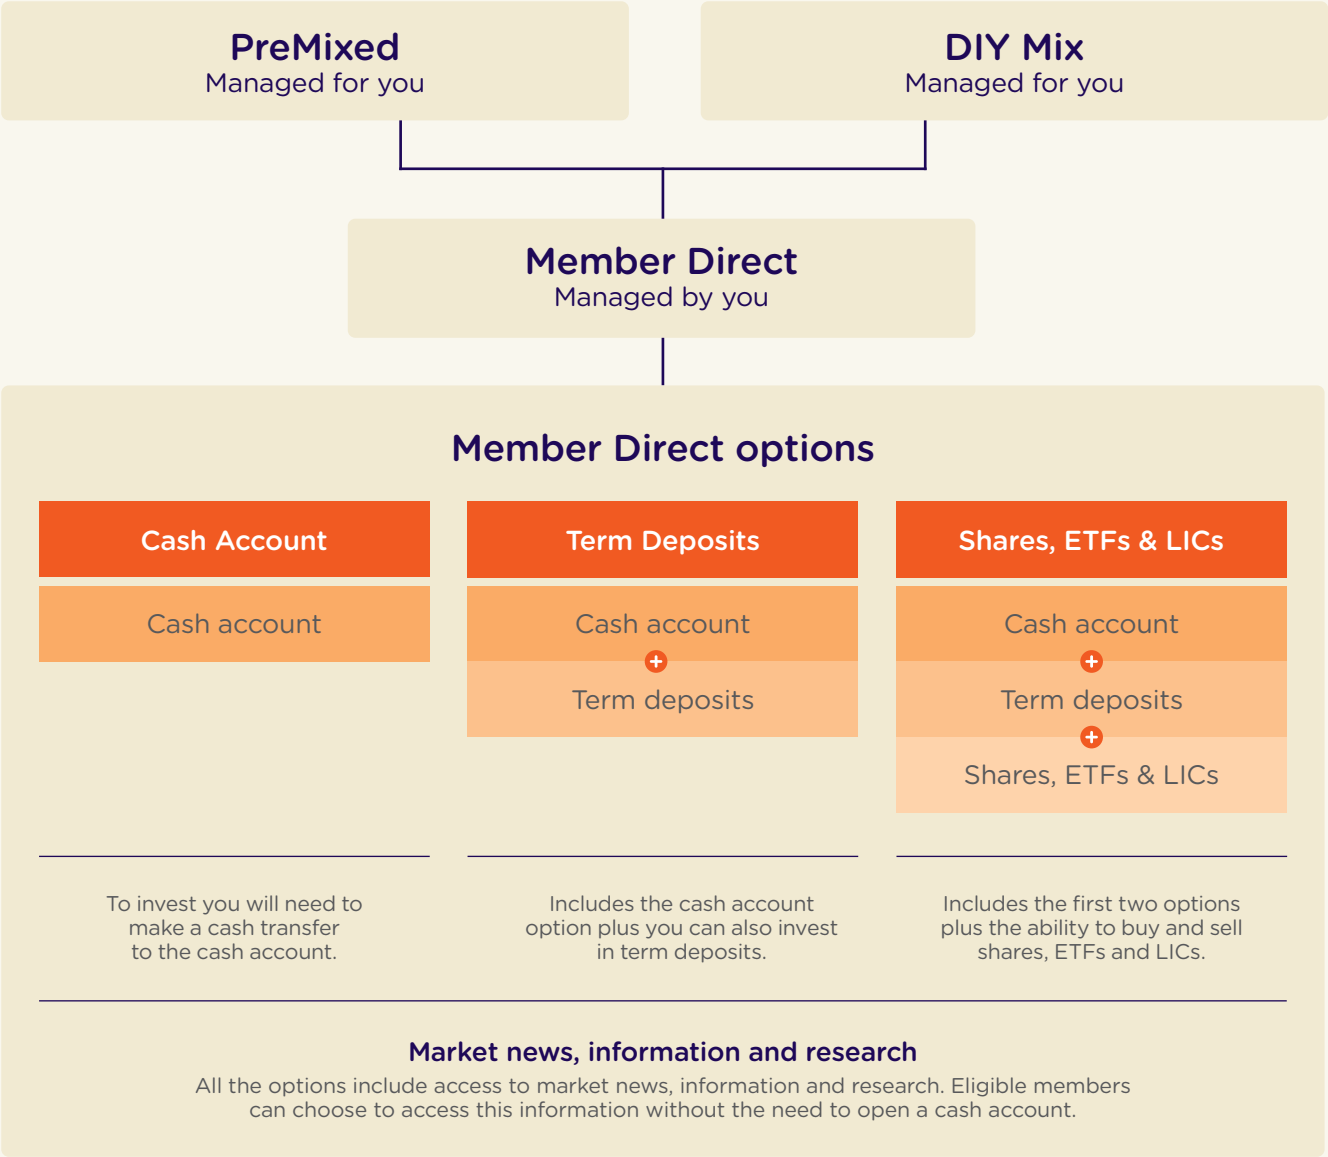 PreMixed
Managed for you
DIY Mix
Managed for you
Member Direct
Managed by you
Member Direct options
Cash Account
Cash account
To invest you will need to
make a cash transfer
to the cash account.
Term Deposits
Cash account
+
Term deposits
Includes the cash account
option plus you can also invest
in term deposits.
Shares, ETFs & LICs
Cash account
+
Term deposits
+
Shares, ETFs & LICs
Includes the first two options
plus the ability to buy and sell
shares, ETFs and LICs.
Market news, information and research
All the options include access to market news, information and research. Eligible members
can choose to access this information without the need to open a cash account.